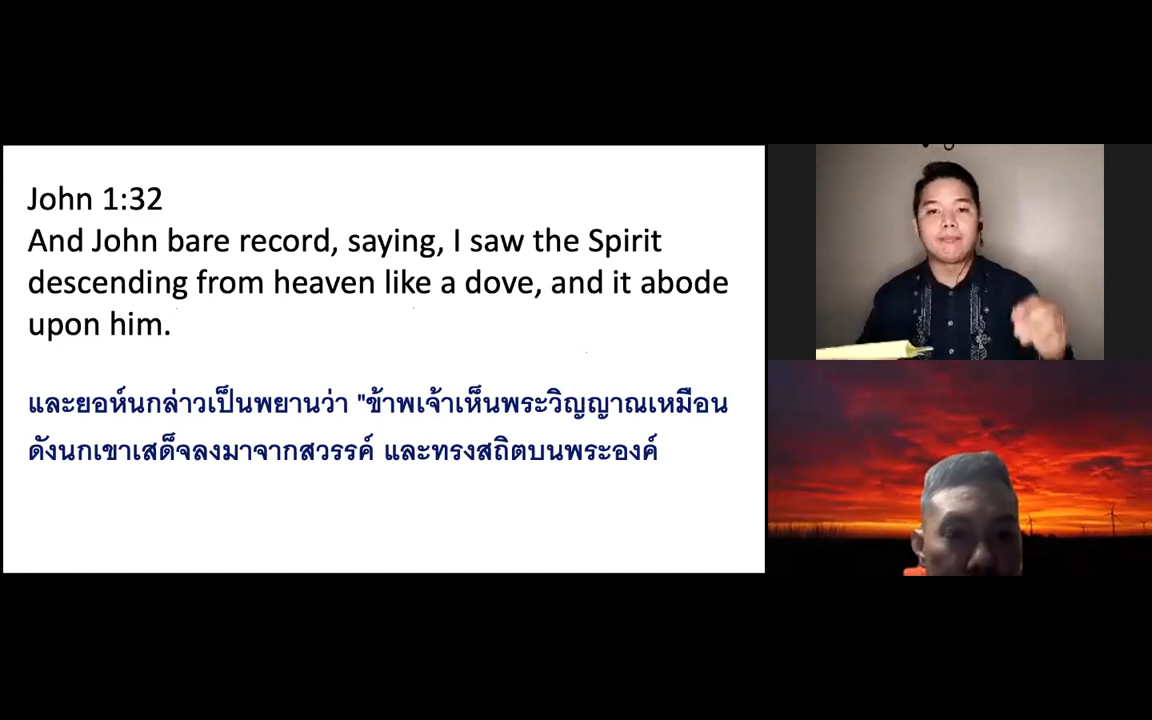 John 1:32
And John bare record, saying, I saw the Spirit
descending from heaven like a dove, and it abode
upon him.
และยอห์นกล่าวเป็นพยานว่า "ข้าพเจ้าเห็นพระวิญญาณเหมือน
ดังนกเขาเสด็จลงมาจากสวรรค์ และทรงสถิตบนพระองค์